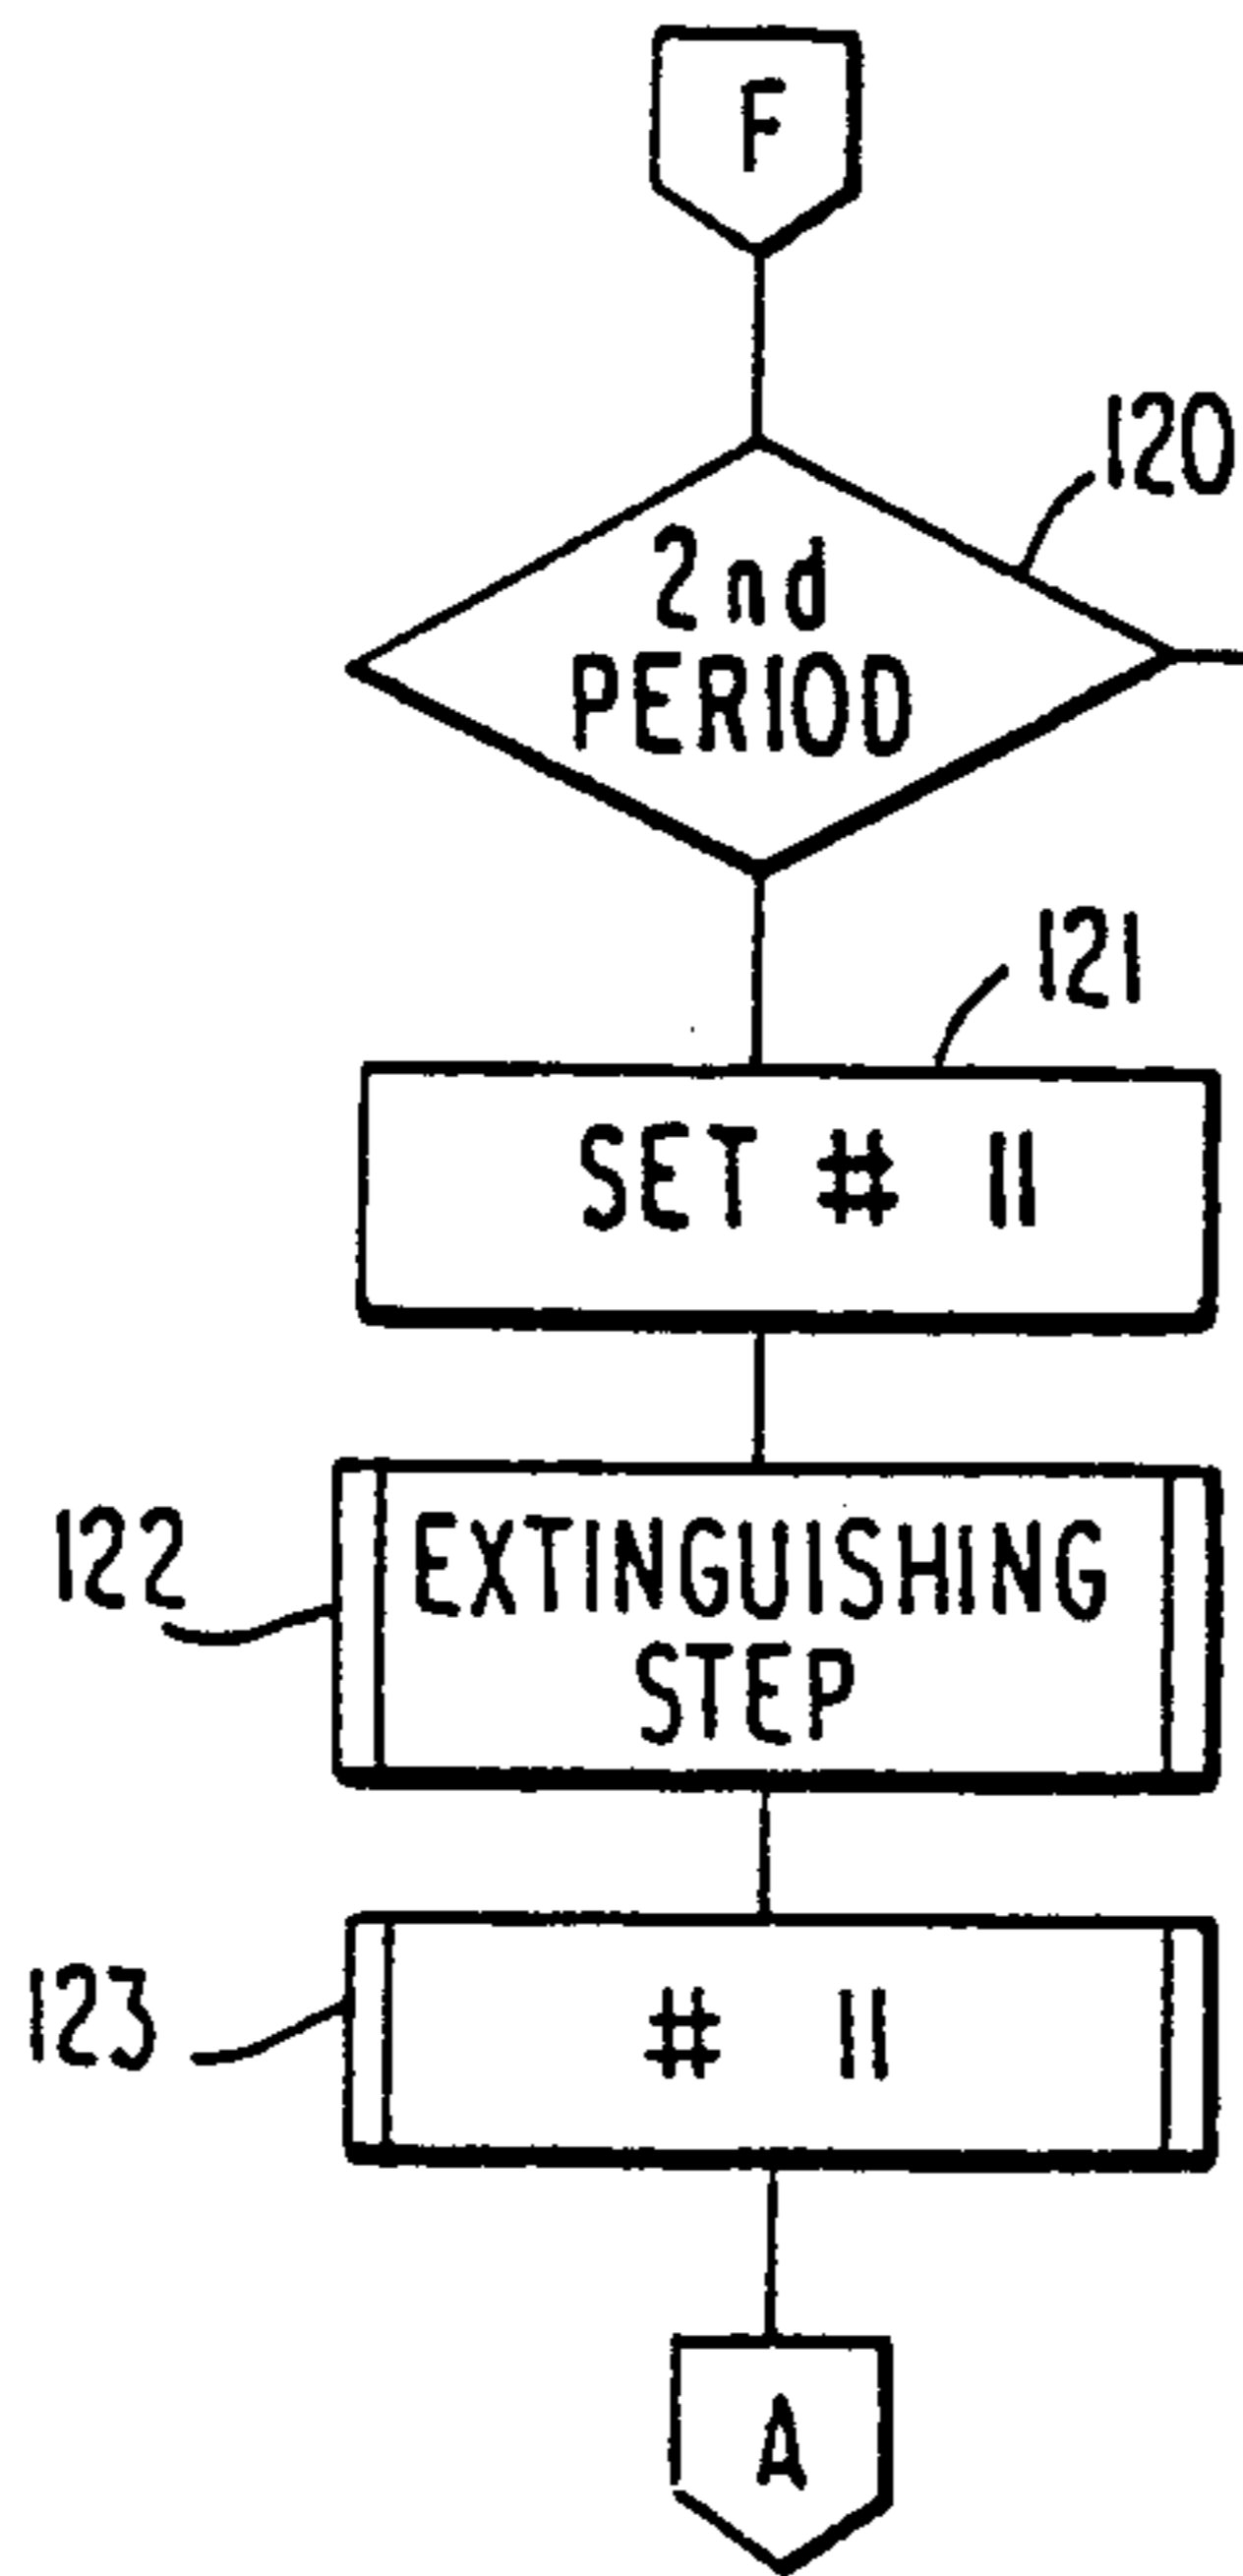 F
120
2nd
PERIOD
121
SET # 11
122
EXTINGUISHING
STEP
123
# 11
A